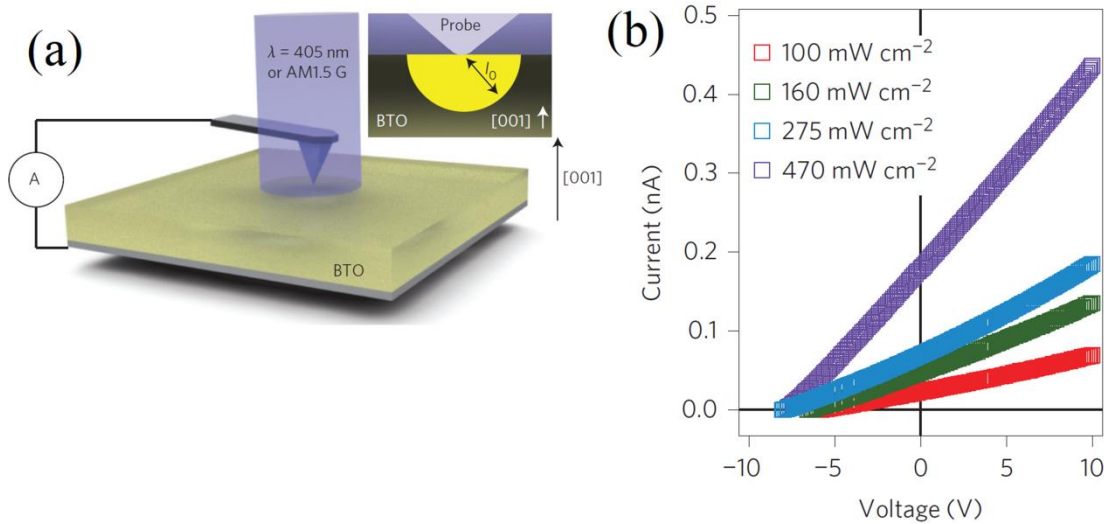 (a)
λ = 405 nm
or AM1.5 G
Probe
l₀
BTO
[001]
[001]
A
BTO
(b)
100 mW cm⁻²
160 mW cm⁻²
275 mW cm⁻²
470 mW cm⁻²
Current (nA)
0.5
0.4
0.3
0.2
0.1
0.0
−10
−5
0
5
10
Voltage (V)